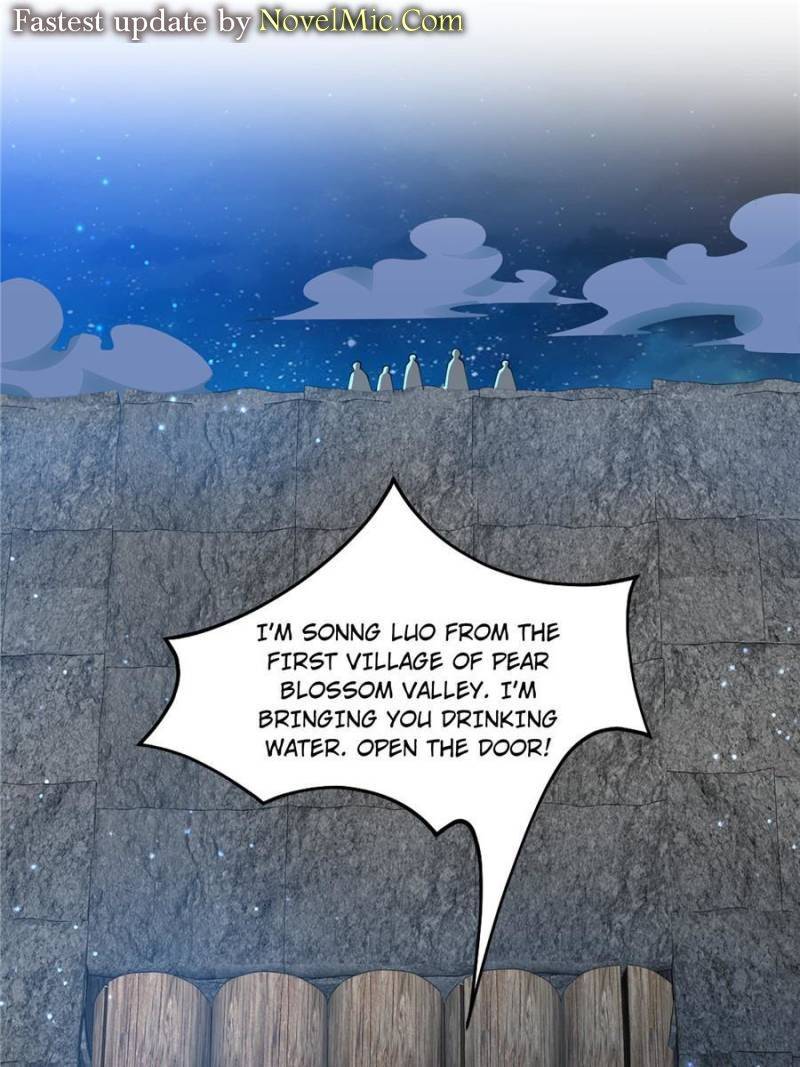 Fastest update by NovelMic.Com
I'M SONNG LUO FROM THE
FIRST VILLAGE OF PEAR
BLOSSOM VALLEY. I'M
BRINGING YOU DRINKING
WATER. OPEN THE DOOR!